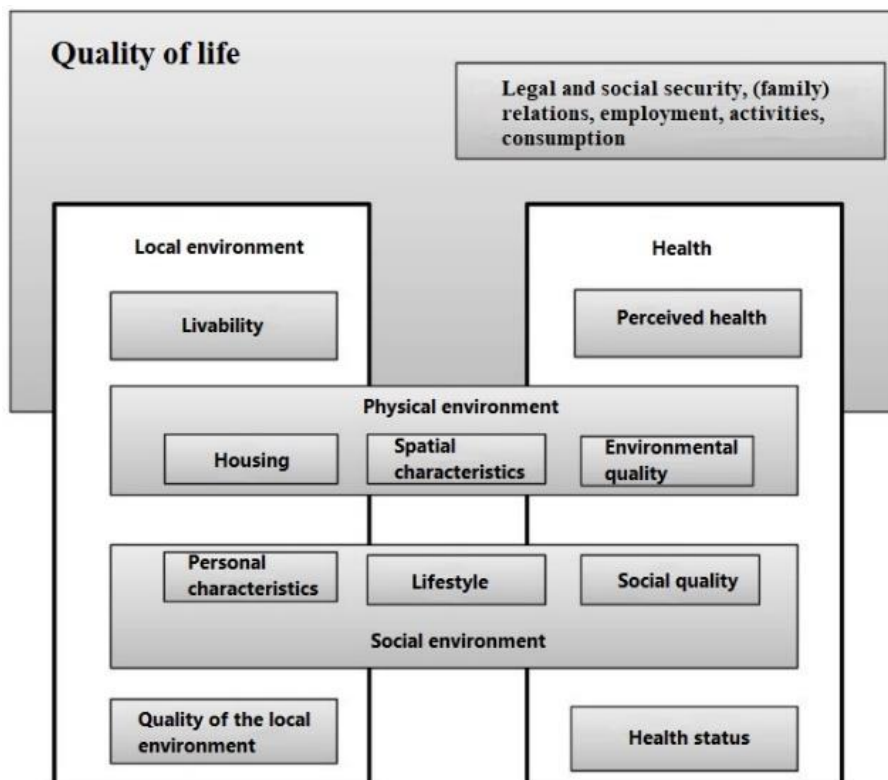 Quality of life
Legal and social security, (family)
relations, employment, activities,
consumption
Local environment
Health
Livability
Perceived health
Physical environment
Housing
Spatial
characteristics
Environmental
quality
Personal
characteristics
Lifestyle
Social quality
Social environment
Quality of the local
environment
Health status